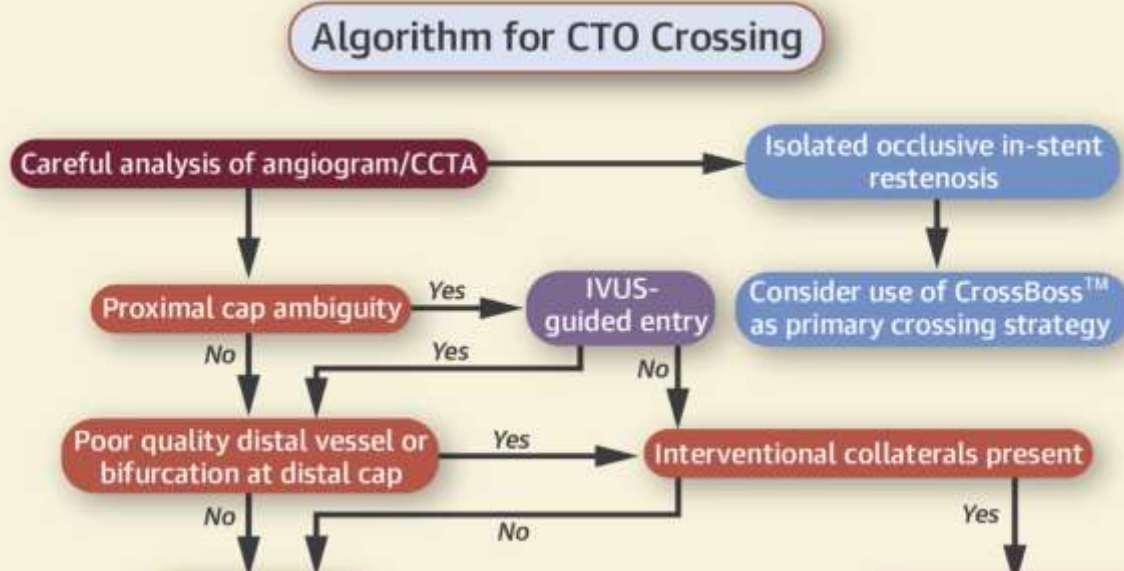 Algorithm for CTO Crossing
Careful analysis of angiogram/CCTA
Isolated occlusive in-stent
restenosis
Proximal cap ambiguity
Yes
IVUS-
guided entry
Consider use of CrossBoss™
as primary crossing strategy
No
Yes
No
Poor quality distal vessel or
bifurcation at distal cap
Yes
Interventional collaterals present
No
No
Yes